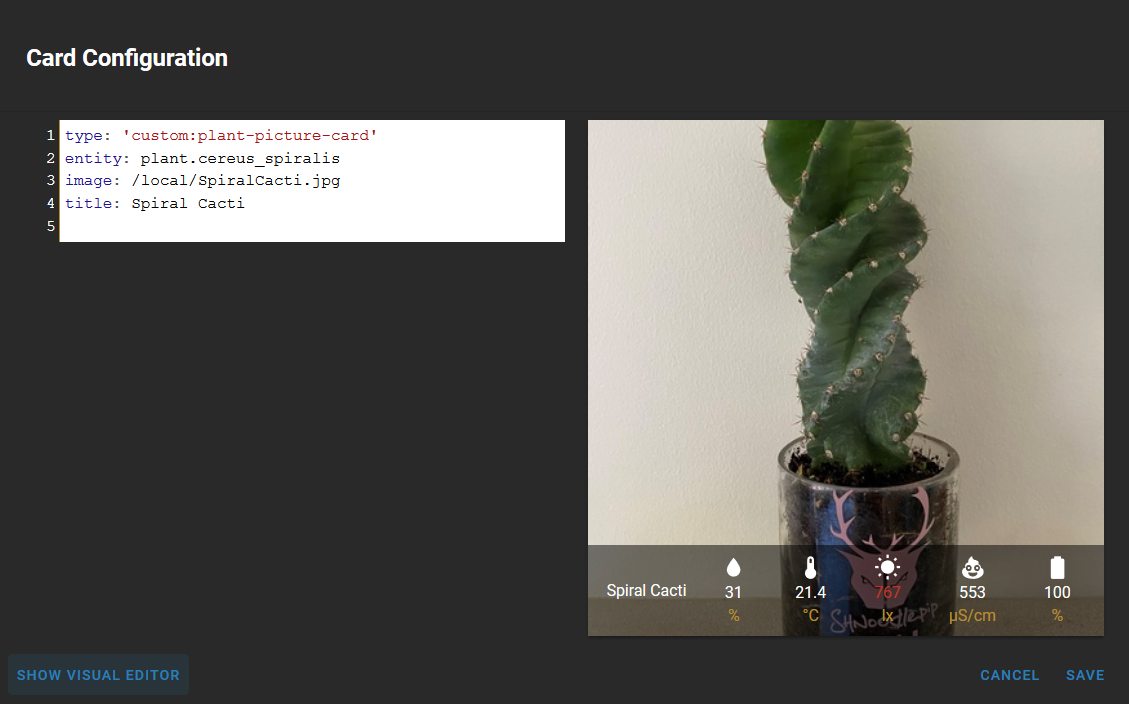 Card Configuration
1 type: 'custom:plant-picture-card'
2 entity: plant.cereus_spiralis
3 image: /local/SpiralCacti.jpg
4 title: Spiral Cacti
5
Spiral Cacti
31 21.4 767 553 100
% °C lx µS/cm %
SHOW VISUAL EDITOR
CANCEL SAVE